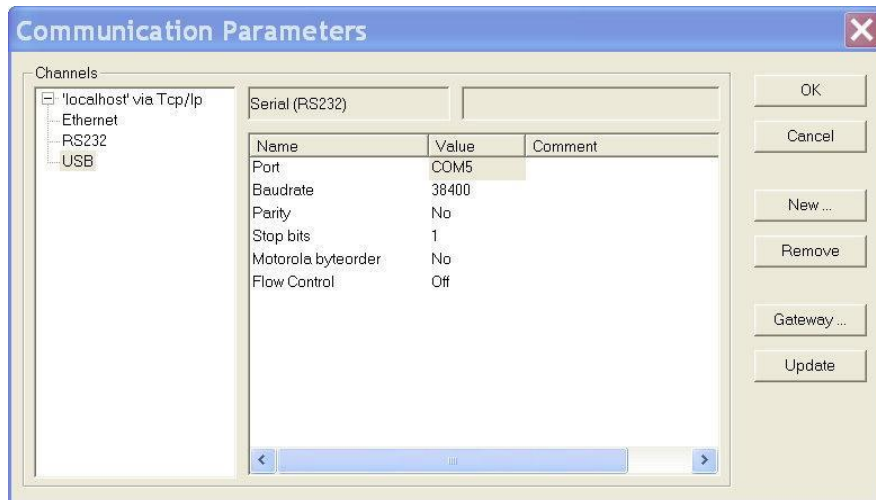 Communication Parameters
Channels
'localhost' via Tcp/Ip
Ethernet
RS232
USB
Serial (RS232)
Name Value Comment
Port COM5
Baudrate 38400
Parity No
Stop bits 1
Motorola byteorder No
Flow Control Off
OK
Cancel
New ...
Remove
Gateway ...
Update